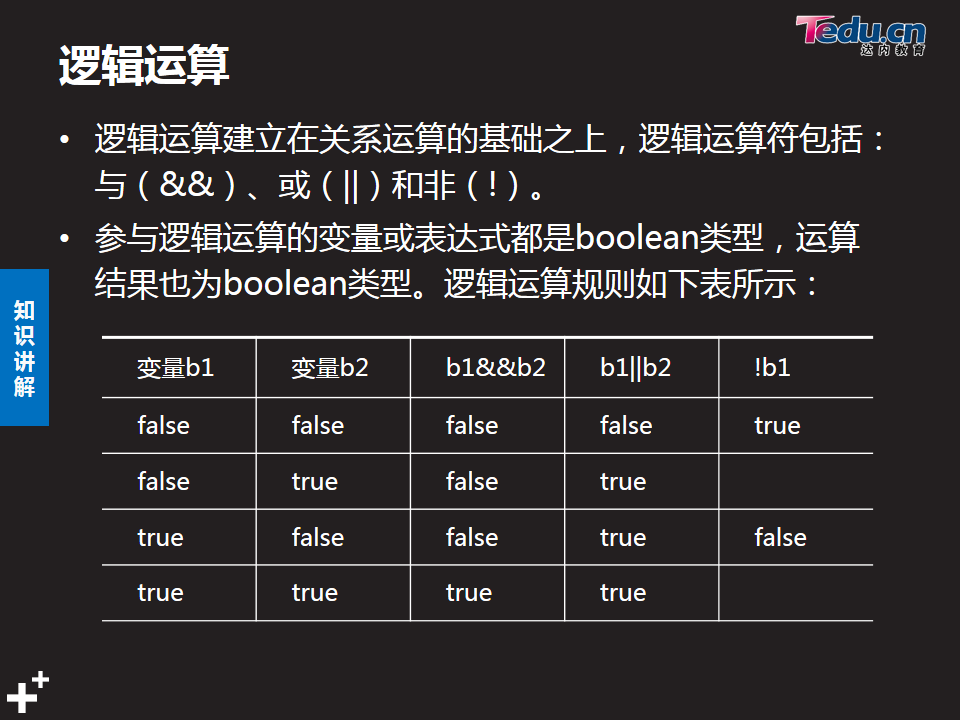 Tedu.cn
达内教育
逻辑运算
• 逻辑运算建立在关系运算的基础之上，逻辑运算符包括：
与（&&）、或（||）和非（!）。
• 参与逻辑运算的变量或表达式都是boolean类型，运算
结果也为boolean类型。逻辑运算规则如下表所示：
知识讲解
变量b1 变量b2 b1&&b2 b1||b2 !b1
false false false false true
false true false true
true false false true false
true true true true